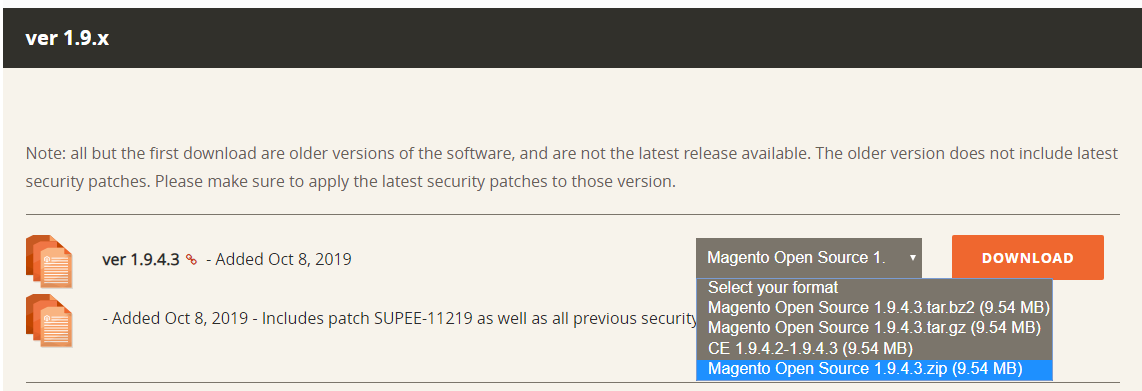 ver 1.9.x
Note: all but the first download are older versions of the software, and are not the latest release available. The older version does not include latest
security patches. Please make sure to apply the latest security patches to those version.
ver 1.9.4.3 - Added Oct 8, 2019
Magento Open Source 1.
DOWNLOAD
Select your format
Magento Open Source 1.9.4.3.tar.bz2 (9.54 MB)
Magento Open Source 1.9.4.3.tar.gz (9.54 MB)
CE 1.9.4.2-1.9.4.3 (9.54 MB)
Magento Open Source 1.9.4.3.zip (9.54 MB)
- Added Oct 8, 2019 - Includes patch SUPEE-11219 as well as all previous security